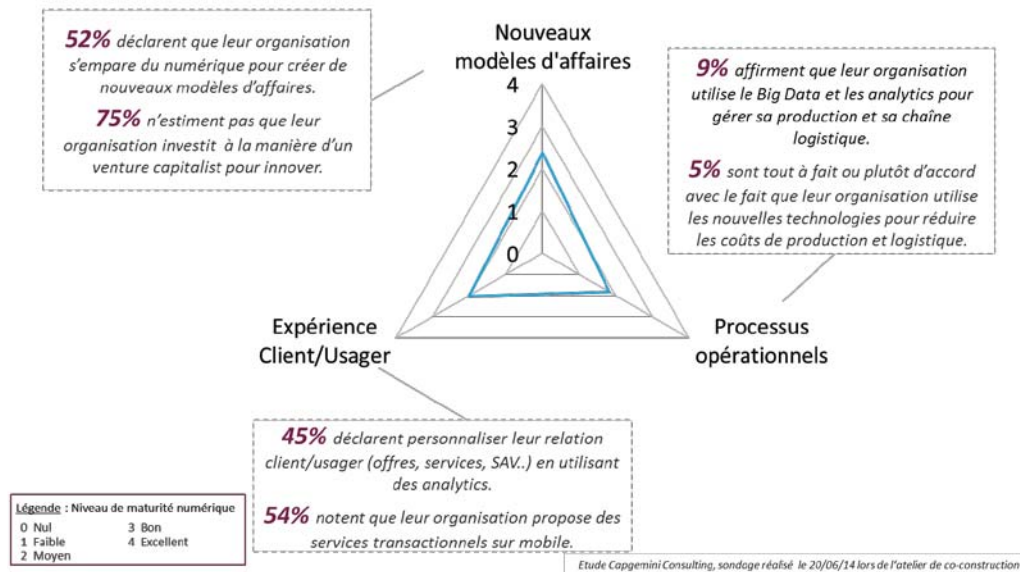 52% déclarent que leur organisation
s'empare du numérique pour créer de
nouveaux modèles d'affaires.
75% n'estiment pas que leur
organisation investit à la manière d'un
venture capitalist pour innover.
Nouveaux
modèles d'affaires
9% affirment que leur organisation
utilise le Big Data et les analytics pour
gérer sa production et sa chaîne
logistique.
5% sont tout à fait ou plutôt d'accord
avec le fait que leur organisation utilise
les nouvelles technologies pour réduire
les coûts de production et logistique.
4
3
2
1
0
Expérience
Client/Usager
Processus
opérationnels
45% déclarent personnaliser leur relation
client/usager (offres, services, SAV..) en utilisant
des analytics.
54% notent que leur organisation propose des
services transactionnels sur mobile.
Légende : Niveau de maturité numérique
0 Nul 3 Bon
1 Faible 4 Excellent
2 Moyen
Etude Capgemini Consulting, sondage réalisé le 20/06/14 lors de l'atelier de co-construction